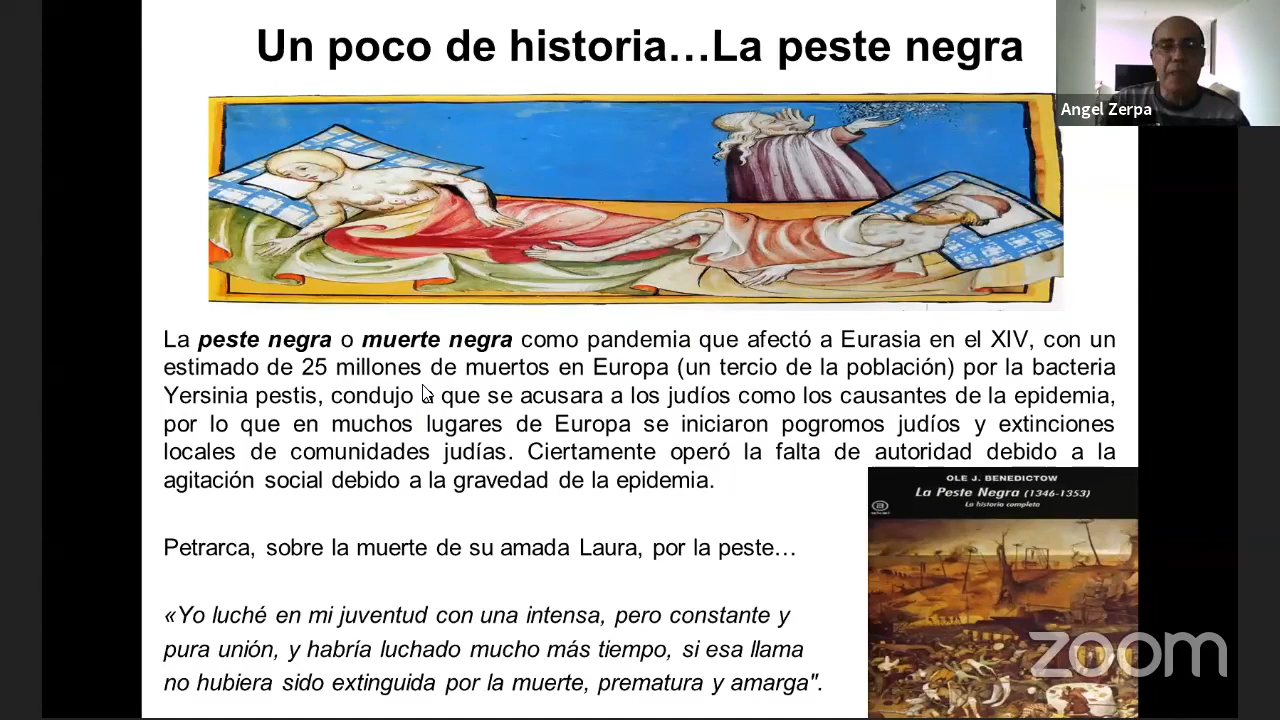 Un poco de historia…La peste negra
Angel Zerpa
La peste negra o muerte negra como pandemia que afectó a Eurasia en el XIV, con un
estimado de 25 millones de muertos en Europa (un tercio de la población) por la bacteria
Yersinia pestis, condujo a que se acusara a los judíos como los causantes de la epidemia,
por lo que en muchos lugares de Europa se iniciaron pogromos judíos y extinciones
locales de comunidades judías. Ciertamente operó la falta de autoridad debido a la
agitación social debido a la gravedad de la epidemia.
OLE J. BENEDICTOW
La Peste Negra (1346-1353)
La historia completa
Petrarca, sobre la muerte de su amada Laura, por la peste…
«Yo luché en mi juventud con una intensa, pero constante y
pura unión, y habría luchado mucho más tiempo, si esa llama
no hubiera sido extinguida por la muerte, prematura y amarga".
zoom